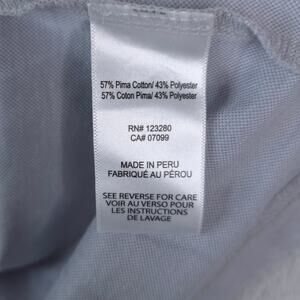 57% Pima Cotton/ 43% Polyester
57% Coton Pima/ 43% Polyester
RN# 123280
CA# 07099
MADE IN PERU
FABRIQUÉ AU PÉROU
SEE REVERSE FOR CARE
VOIR AU VERSO POUR
LES INSTRUCTIONS
DE LAVAGE